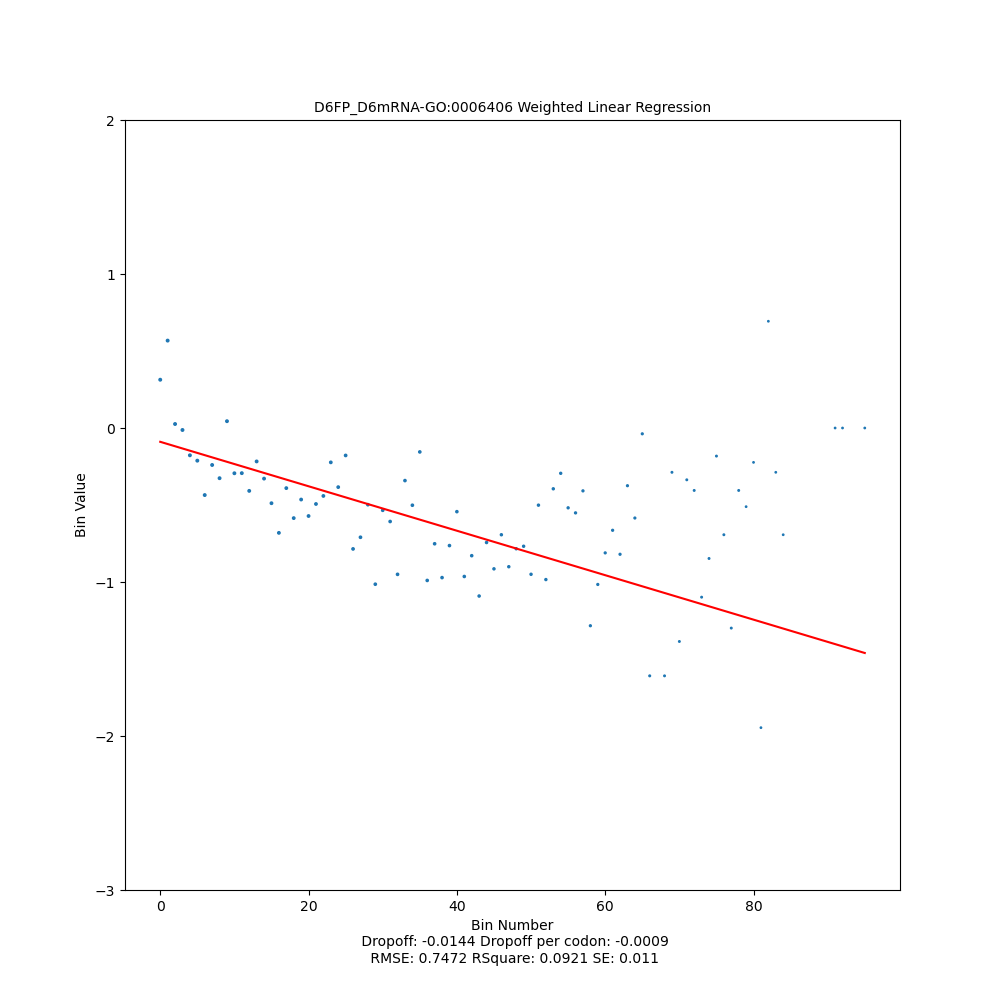 D6FP_D6mRNA-GO:0006406 Weighted Linear Regression
2
1
0
−1
−2
−3
Bin Value
0 20 40 60 80
Bin Number
Dropoff: -0.0144 Dropoff per codon: -0.0009
RMSE: 0.7472 RSquare: 0.0921 SE: 0.011